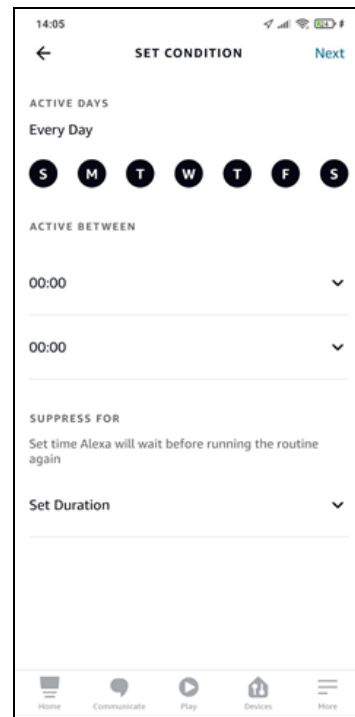 14:05
SET CONDITION
Next
ACTIVE DAYS
Every Day
S M T W T F S
ACTIVE BETWEEN
00:00
00:00
SUPPRESS FOR
Set time Alexa will wait before running the routine
again
Set Duration
Home Communicate Play Devices More